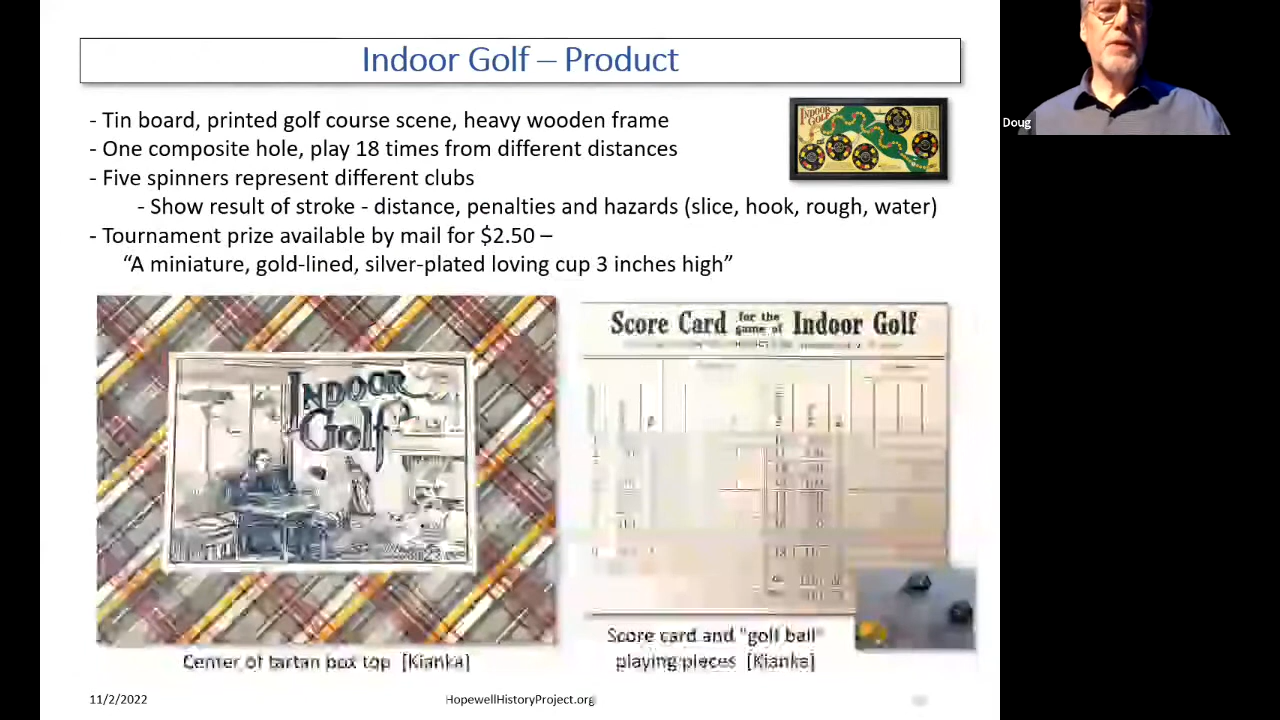 Indoor Golf – Product
- Tin board, printed golf course scene, heavy wooden frame
- One composite hole, play 18 times from different distances
- Five spinners represent different clubs
- Show result of stroke - distance, penalties and hazards (slice, hook, rough, water)
- Tournament prize available by mail for $2.50 –
“A miniature, gold-lined, silver-plated loving cup 3 inches high”
INDOOR
GOLF
INDOOR
Golf
Score Card for the game of Indoor Golf
Center of tartan box top [Kianka]
Score card and "golf ball"
playing pieces [Kianka]
11/2/2022
HopewellHistoryProject.org
Doug